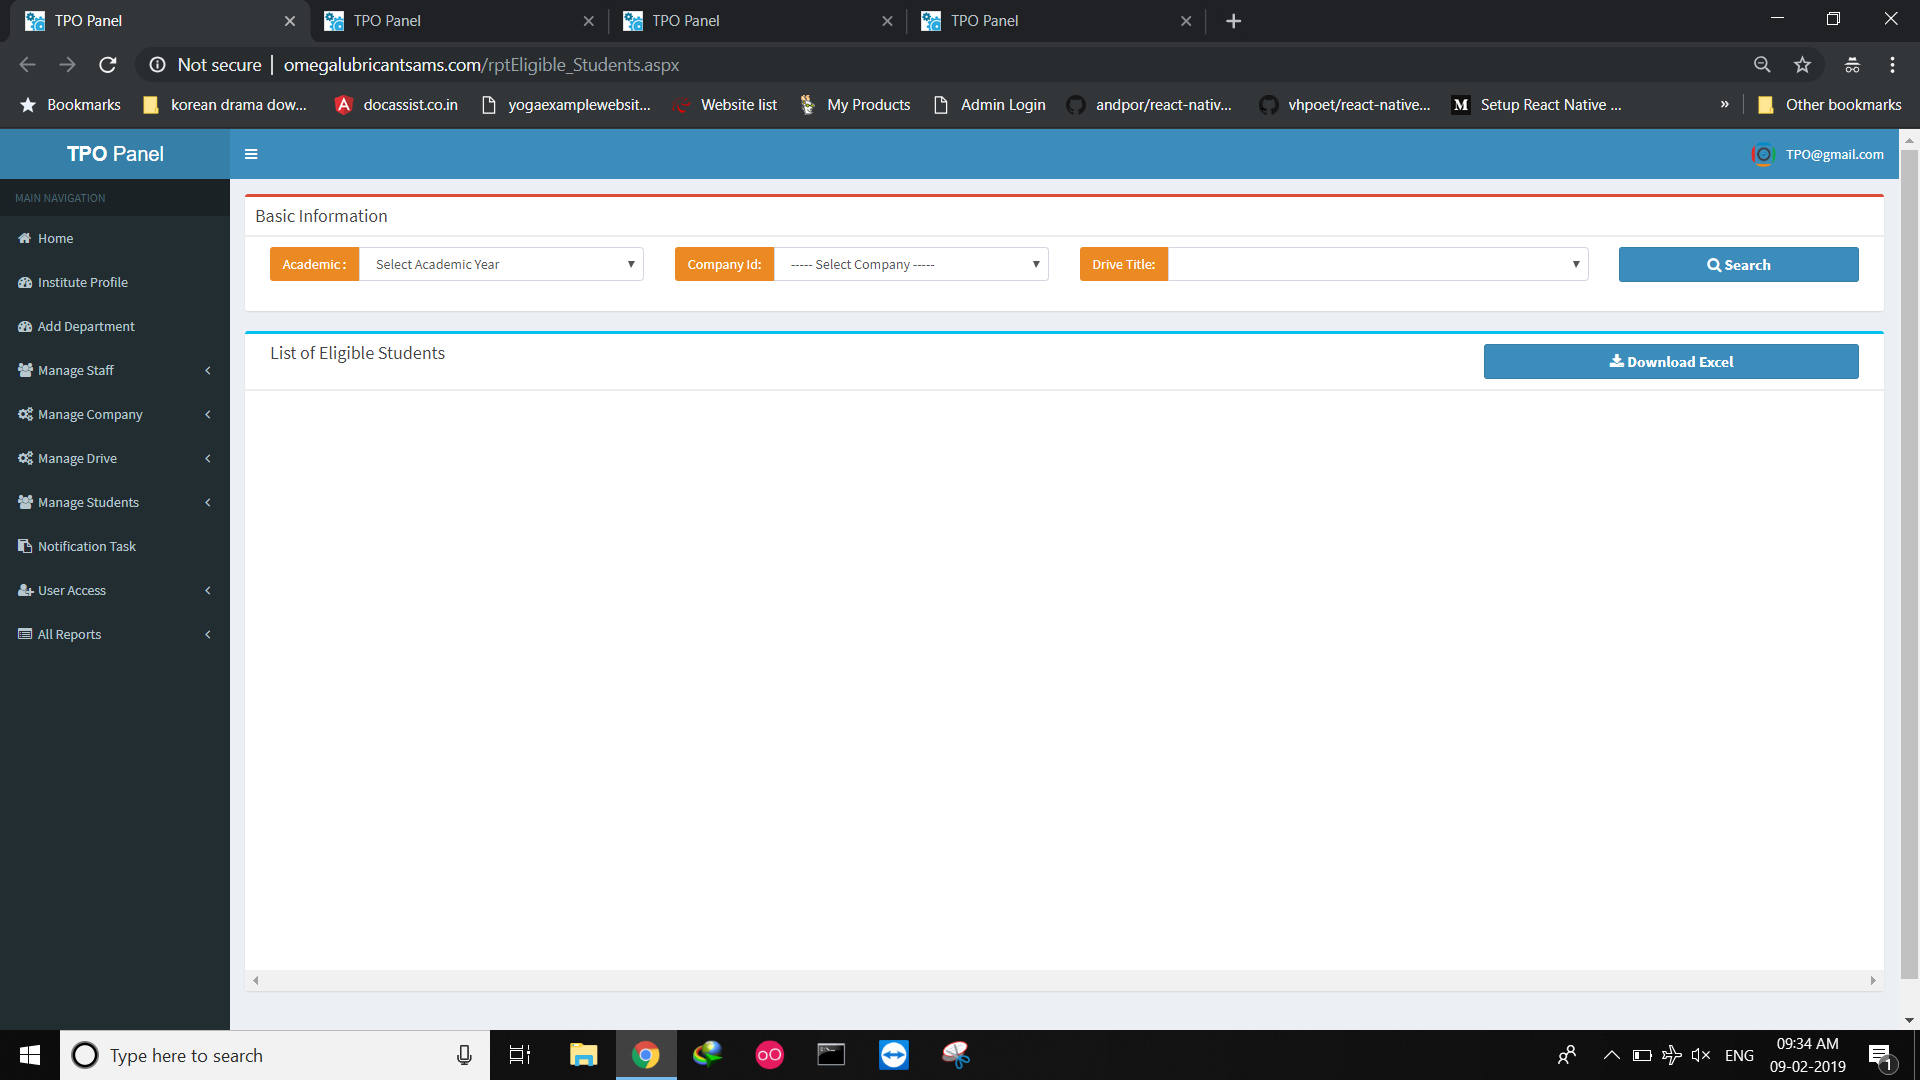 TPO Panel
TPO Panel
TPO Panel
TPO Panel
Not secure | omegalubricantsams.com/rptEligible_Students.aspx
Bookmarks korean drama dow... docassist.co.in yogaexamplewebsit... Website list My Products Admin Login andpor/react-nativ... vhpoet/react-native... M Setup React Native ... » Other bookmarks
TPO Panel
TPO@gmail.com
MAIN NAVIGATION
Home
Institute Profile
Add Department
Manage Staff
Manage Company
Manage Drive
Manage Students
Notification Task
User Access
All Reports
Basic Information
Academic : Select Academic Year
Company Id: ----- Select Company -----
Drive Title:
Search
List of Eligible Students
Download Excel
Type here to search
ENG
09:34 AM
09-02-2019
1